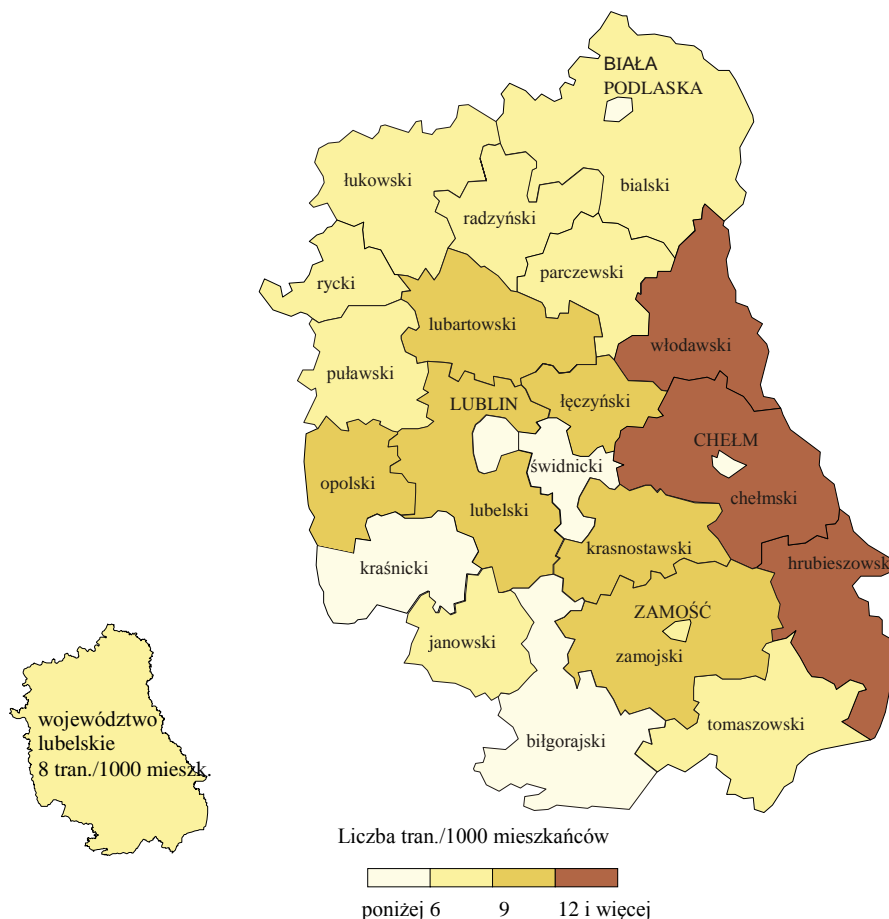 BIAŁA
PODLASKA
łukowski
bialski
radzyński
rycki
parczewski
lubartowski
włodawski
puławski
LUBLIN
łęczyński
CHEŁM
świdnicki
opolski
chełmski
lubelski
krasnostawski
kraśnicki
hrubieszowsk
ZAMOŚĆ
janowski
zamojski
tomaszowski
biłgorajski
województwo
lubelskie
8 tran./1000 mieszk.
Liczba tran./1000 mieszkańców
poniżej 6 9 12 i więcej